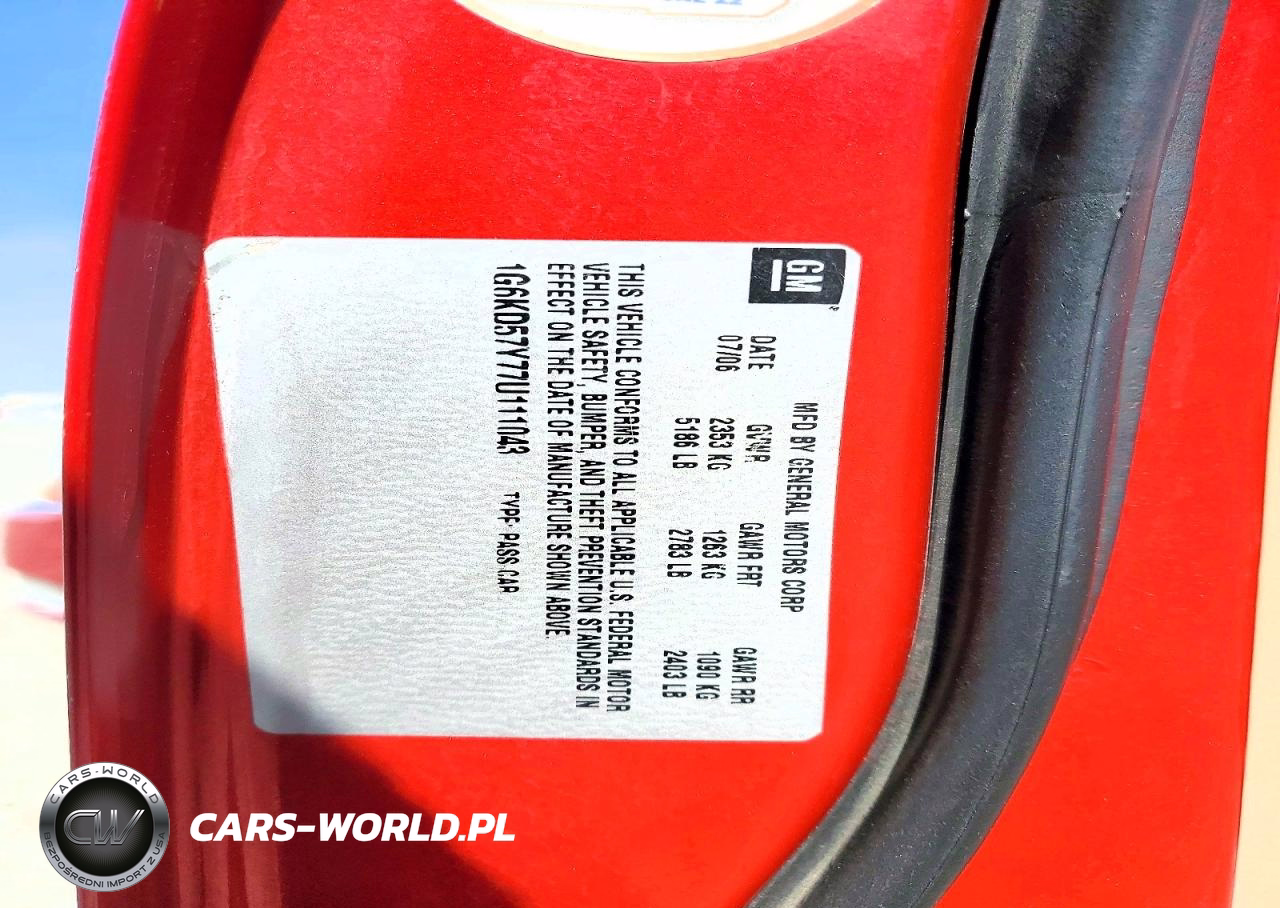 GM
MFD BY GENERAL MOTORS CORP
DATE GVWR GAWR FRT GAWR RR
07/06 2353 KG 1263 KG 1090 KG
5186 LB 2783 LB 2403 LB
THIS VEHICLE CONFORMS TO ALL APPLICABLE U.S. FEDERAL MOTOR
VEHICLE SAFETY, BUMPER, AND THEFT PREVENTION STANDARDS IN
EFFECT ON THE DATE OF MANUFACTURE SHOWN ABOVE.
1G6KD57Y77U111043 TYPE: PASS CAR
CARS-WORLD
CW
BEZPOŚREDNI IMPORT Z USA
CARS-WORLD.PL